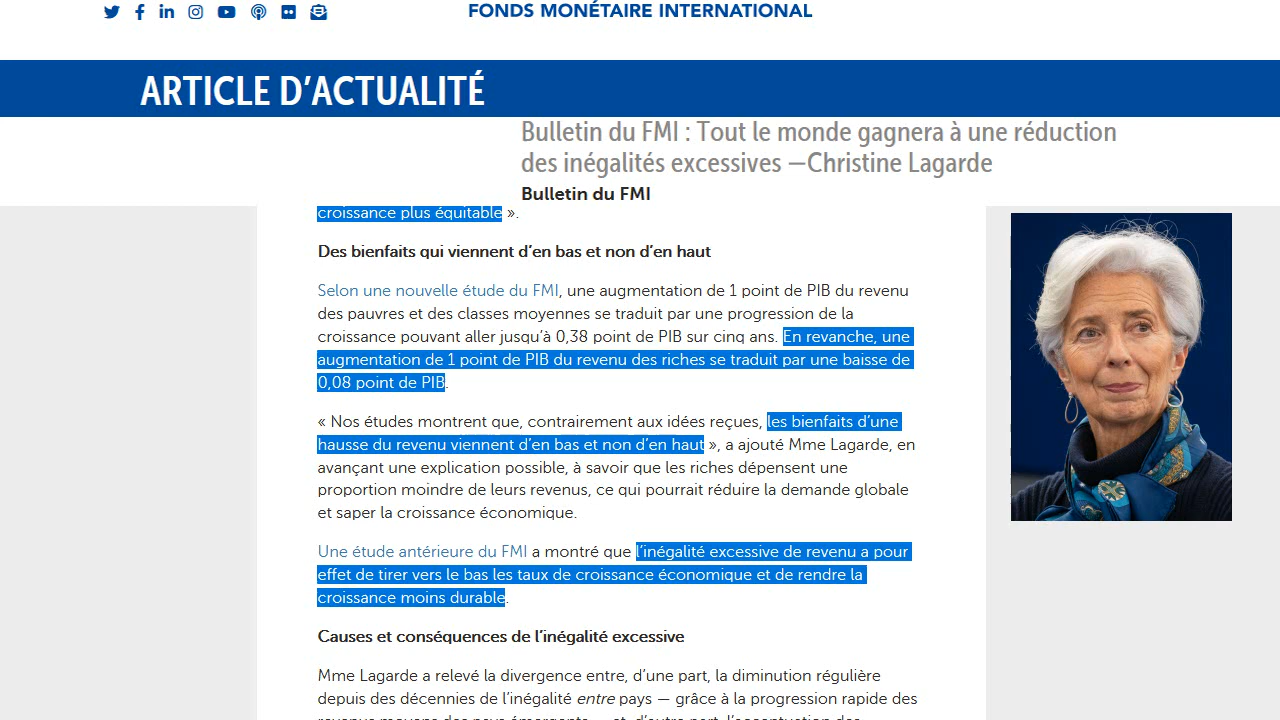 FONDS MONÉTAIRE INTERNATIONAL
ARTICLE D’ACTUALITÉ
Bulletin du FMI : Tout le monde gagnera à une réduction
des inégalités excessives —Christine Lagarde
Bulletin du FMI
croissance plus équitable ».
Des bienfaits qui viennent d’en bas et non d’en haut
Selon une nouvelle étude du FMI, une augmentation de 1 point de PIB du revenu
des pauvres et des classes moyennes se traduit par une progression de la
croissance pouvant aller jusqu’à 0,38 point de PIB sur cinq ans. En revanche, une
augmentation de 1 point de PIB du revenu des riches se traduit par une baisse de
0,08 point de PIB.
« Nos études montrent que, contrairement aux idées reçues, les bienfaits d’une
hausse du revenu viennent d’en bas et non d’en haut », a ajouté Mme Lagarde, en
avançant une explication possible, à savoir que les riches dépensent une
proportion moindre de leurs revenus, ce qui pourrait réduire la demande globale
et saper la croissance économique.
Une étude antérieure du FMI a montré que l’inégalité excessive de revenu a pour
effet de tirer vers le bas les taux de croissance économique et de rendre la
croissance moins durable.
Causes et conséquences de l’inégalité excessive
Mme Lagarde a relevé la divergence entre, d’une part, la diminution régulière
depuis des décennies de l’inégalité entre pays — grâce à la progression rapide des